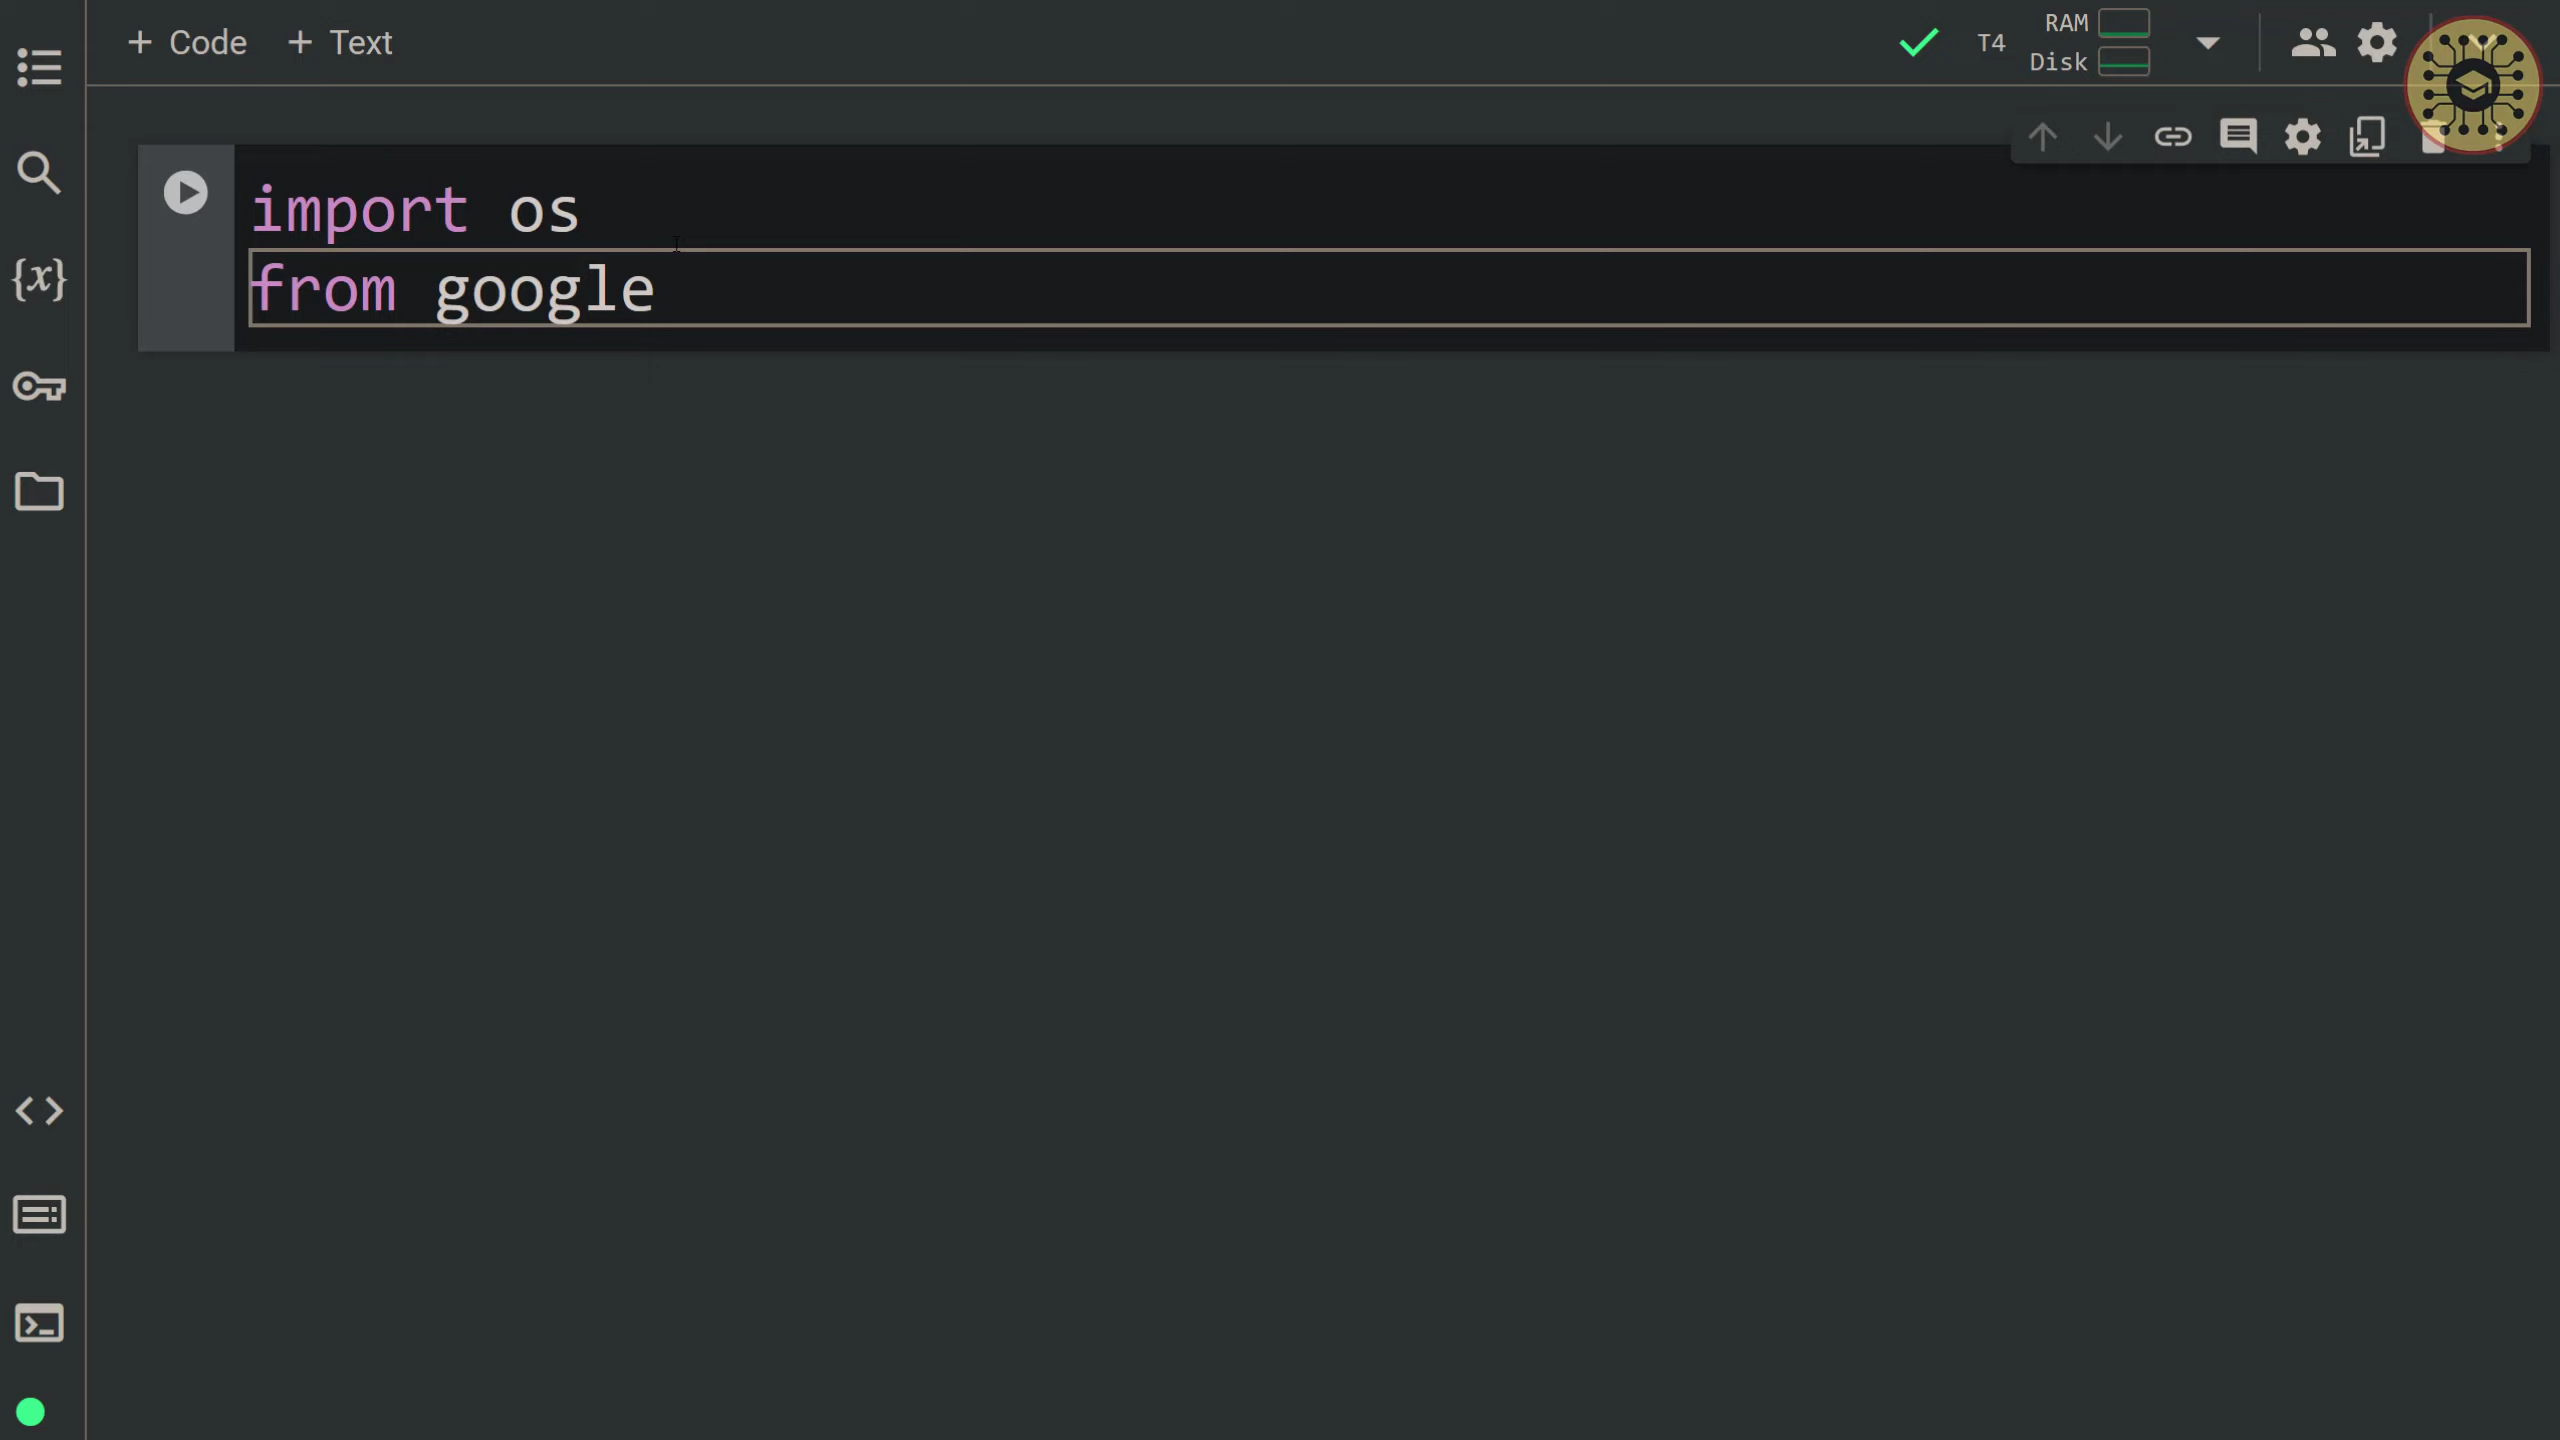 + Code + Text
T4
RAM
Disk
import os
from google
{x}